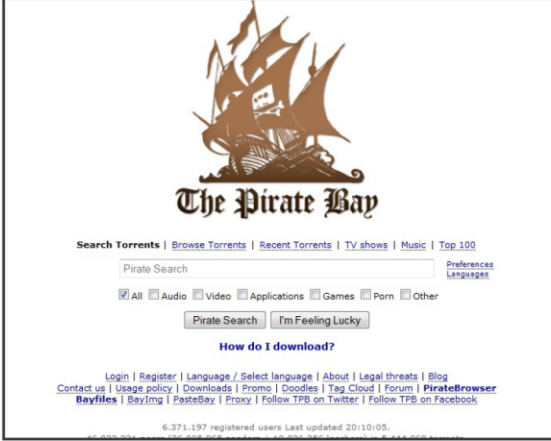 The Pirate Bay
Search Torrents | Browse Torrents | Recent Torrents | TV shows | Music | Top 100
Pirate Search
Preferences
Languages
All Audio Video Applications Games Porn Other
Pirate Search I'm Feeling Lucky
How do I download?
Login | Register | Language / Select language | About | Legal threats | Blog
Contact us | Usage policy | Downloads | Promo | Doodles | Tag Cloud | Forum | PirateBrowser
Bayfiles | BayImg | PasteBay | Proxy | Follow TPB on Twitter | Follow TPB on Facebook
6.371.197 registered users Last updated 20:10:05.